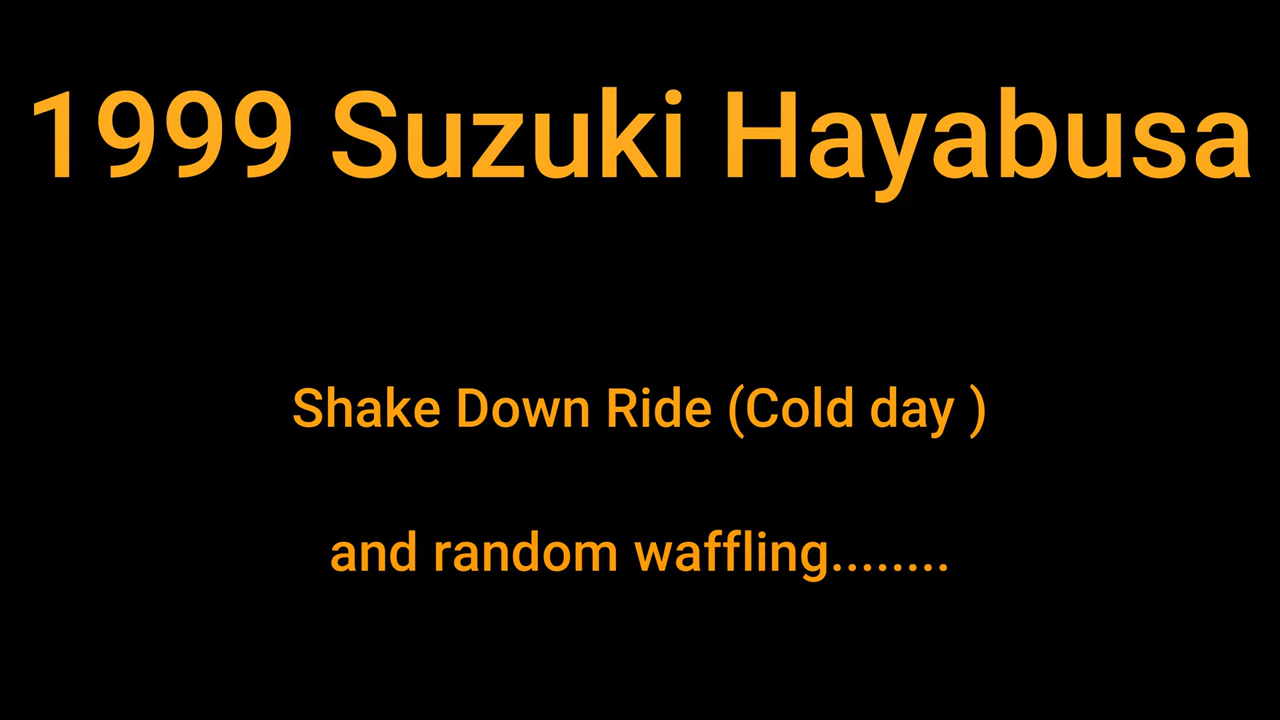 1999 Suzuki Hayabusa
Shake Down Ride (Cold day )
and random waffling........